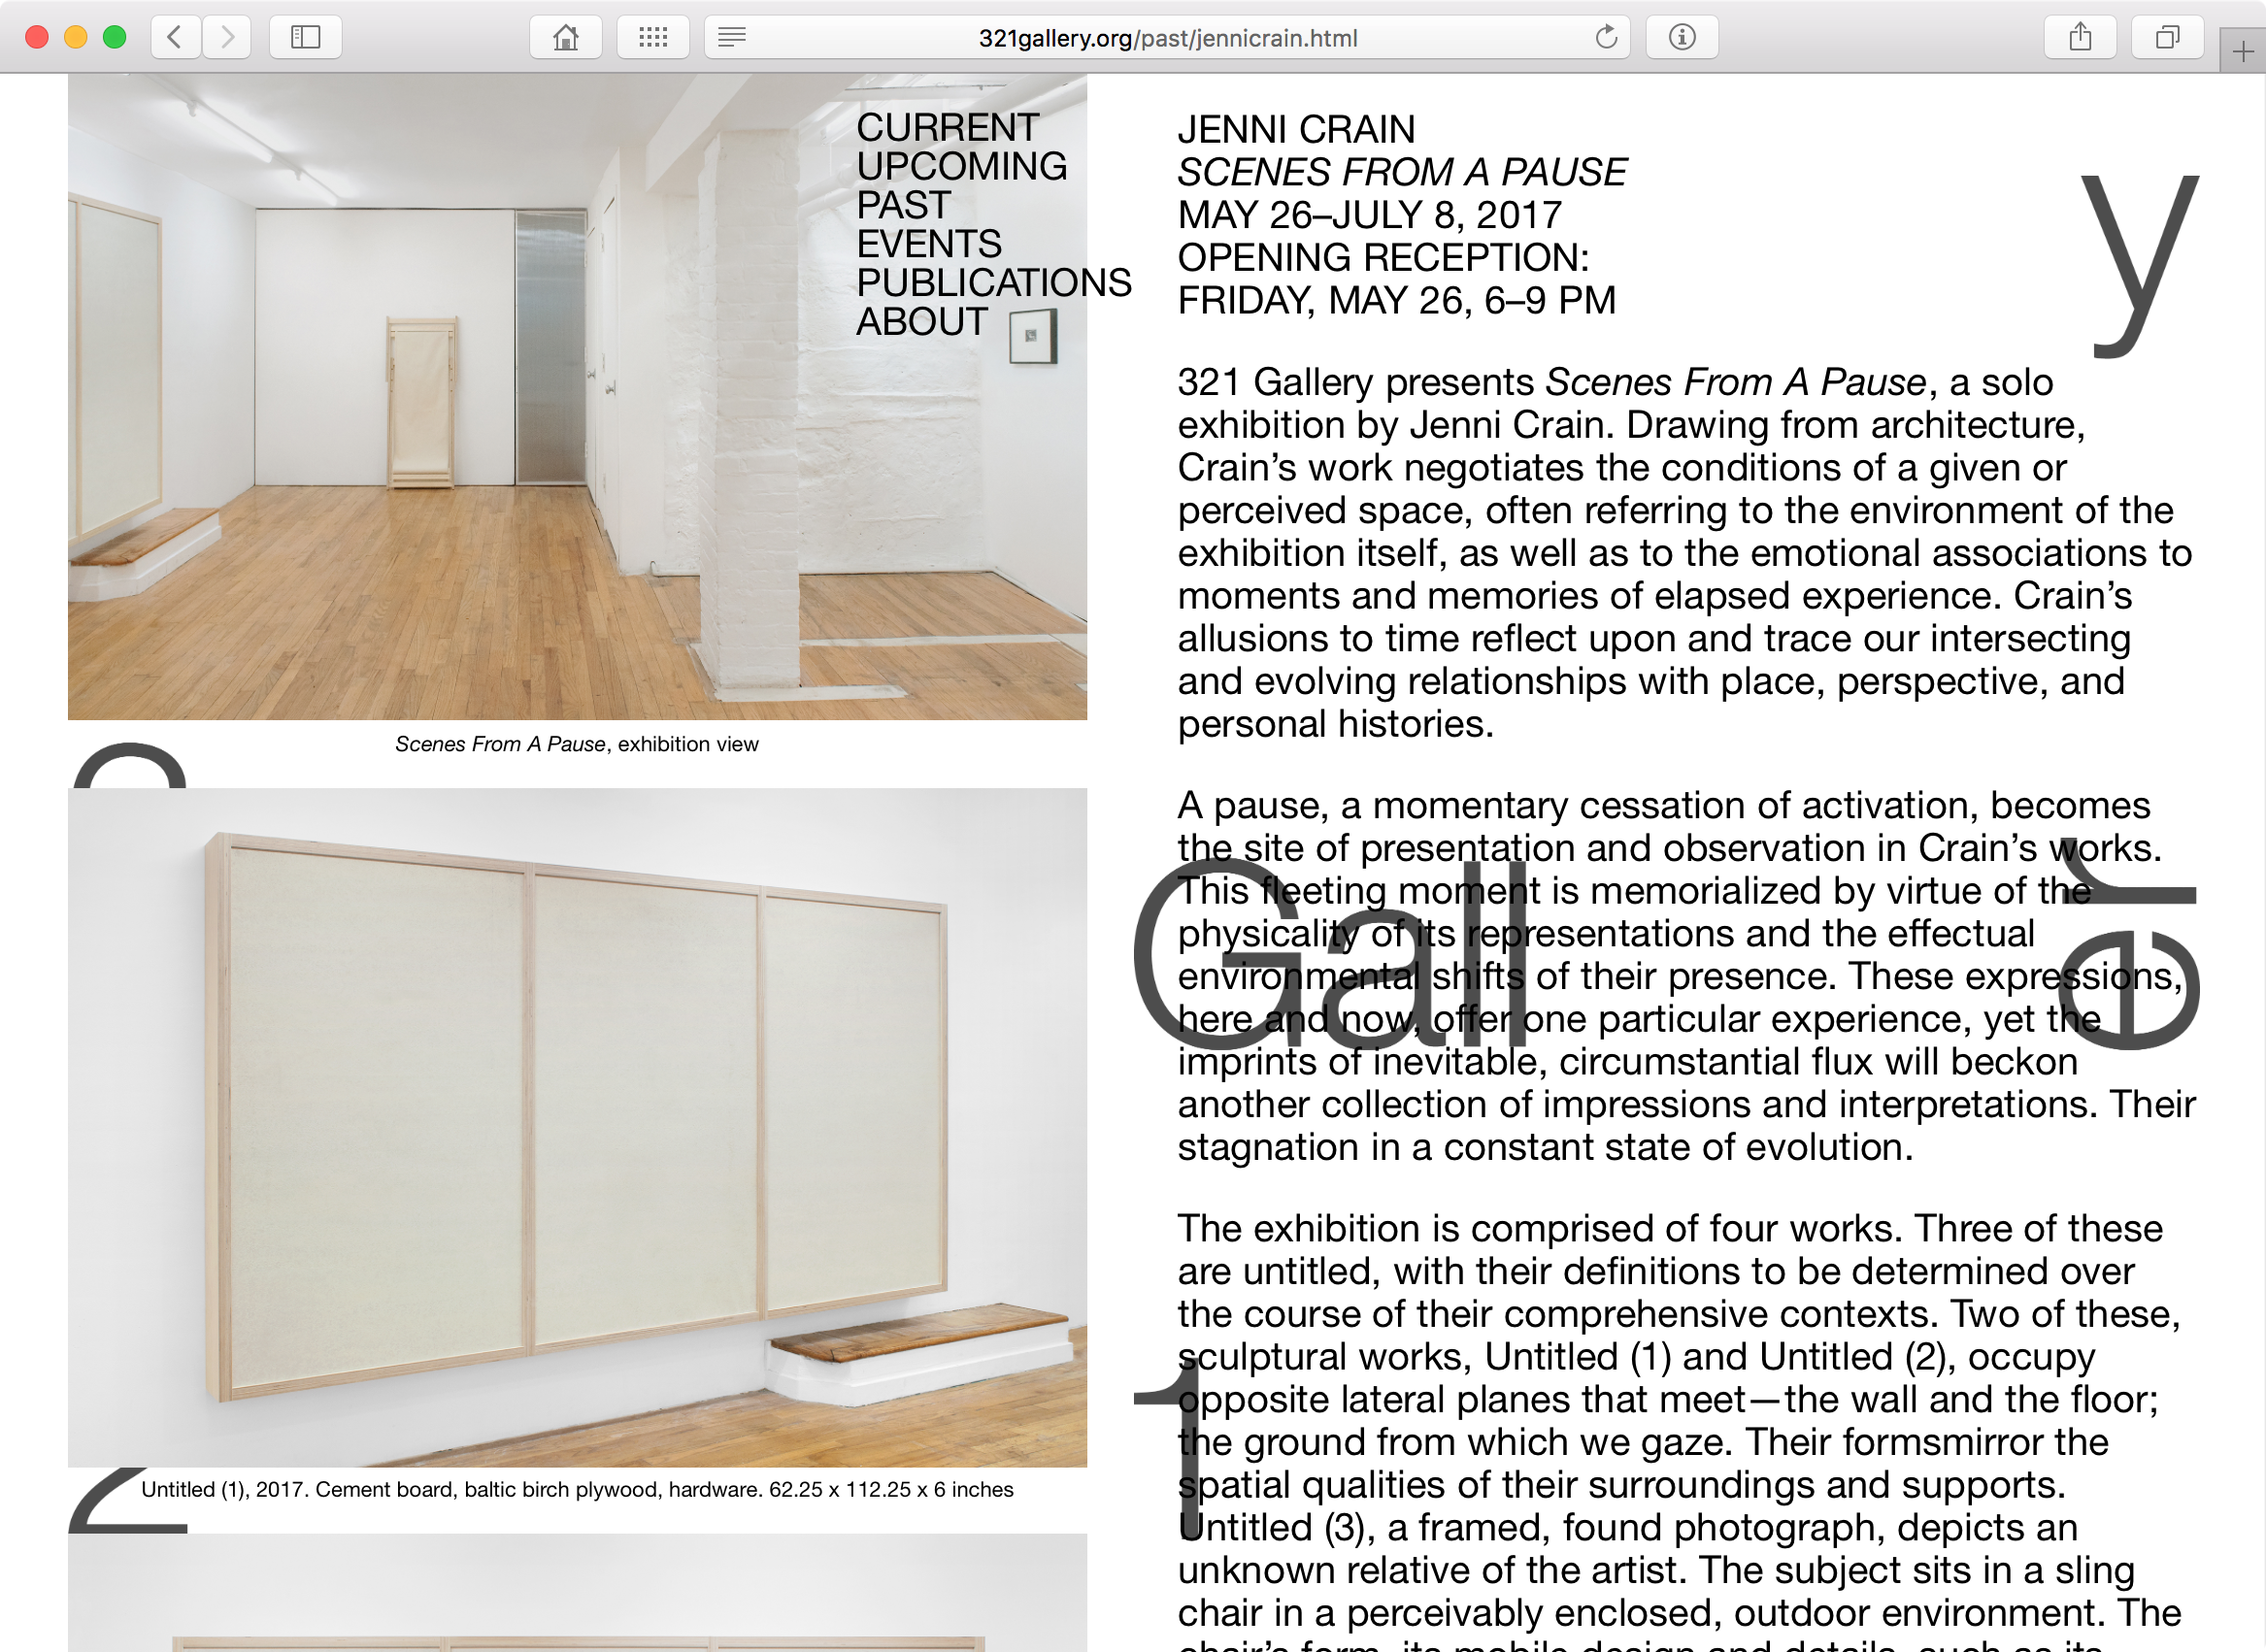 321gallery.org/past/jennicrain.html
CURRENT
UPCOMING
PAST
EVENTS
PUBLICATIONS
ABOUT
Scenes From A Pause, exhibition view
Untitled (1), 2017. Cement board, baltic birch plywood, hardware. 62.25 x 112.25 x 6 inches
2
JENNI CRAIN
SCENES FROM A PAUSE
MAY 26–JULY 8, 2017
OPENING RECEPTION:
FRIDAY, MAY 26, 6–9 PM
321 Gallery presents Scenes From A Pause, a solo
exhibition by Jenni Crain. Drawing from architecture,
Crain’s work negotiates the conditions of a given or
perceived space, often referring to the environment of the
exhibition itself, as well as to the emotional associations to
moments and memories of elapsed experience. Crain’s
allusions to time reflect upon and trace our intersecting
and evolving relationships with place, perspective, and
personal histories.
A pause, a momentary cessation of activation, becomes
the site of presentation and observation in Crain’s works.
This fleeting moment is memorialized by virtue of the
physicality of its representations and the effectual
environmental shifts of their presence. These expressions,
here and now, offer one particular experience, yet the
imprints of inevitable, circumstantial flux will beckon
another collection of impressions and interpretations. Their
stagnation in a constant state of evolution.
The exhibition is comprised of four works. Three of these
are untitled, with their definitions to be determined over
the course of their comprehensive contexts. Two of these,
sculptural works, Untitled (1) and Untitled (2), occupy
opposite lateral planes that meet—the wall and the floor;
the ground from which we gaze. Their formsmirror the
spatial qualities of their surroundings and supports.
Untitled (3), a framed, found photograph, depicts an
unknown relative of the artist. The subject sits in a sling
chair in a perceivably enclosed, outdoor environment. The
chair’s form, its mobile design and details, such as its
1
Gall
er
y